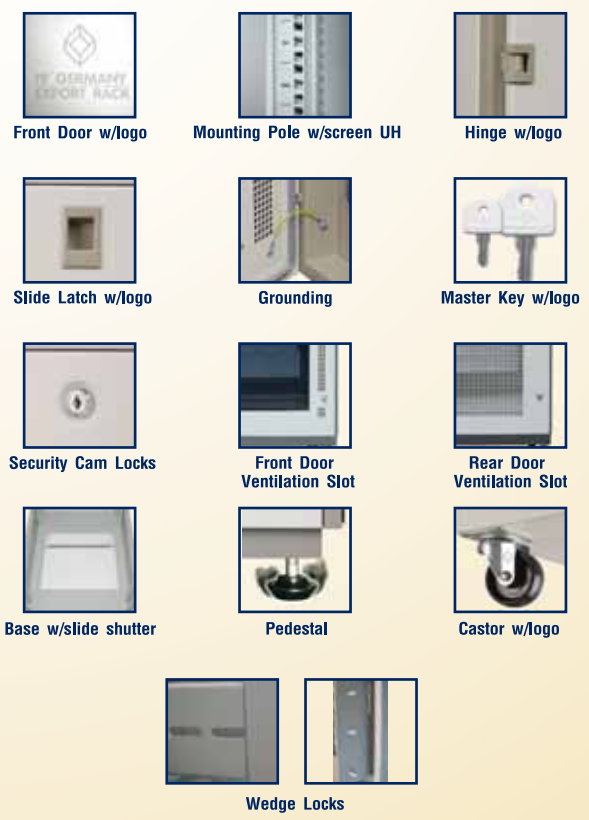 19" GERMANY
EXPORT RACK
Front Door w/logo
Mounting Pole w/screen UH
Hinge w/logo
Slide Latch w/logo
Grounding
Master Key w/logo
Security Cam Locks
Front Door
Ventilation Slot
Rear Door
Ventilation Slot
Base w/slide shutter
Pedestal
Castor w/logo
Wedge Locks